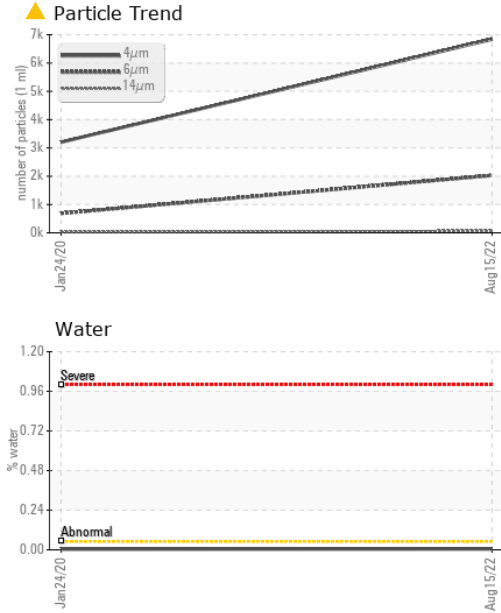 Particle Trend
7k
6k
5k
4k
3k
2k
1k
0k
number of particles (1 ml)
4μm
6μm
14μm
Jan24/20
Aug15/22
Water
1.20
0.96
0.72
0.48
0.24
0.00
% water
Severe
Abnormal
Jan24/20
Aug15/22